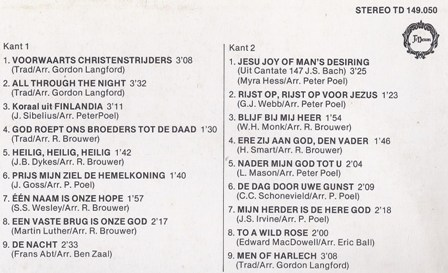 STEREO TD 149.050
Kant 1
1. VOORWAARTS CHRISTENSTRIJDERS 3'08
(Trad/Arr. Gordon Langford)
2. ALL THROUGH THE NIGHT 3'32
(Trad/Arr. Gordon Langford)
3. Koraal uit FINLANDIA 3'11
(J. Sibelius/Arr. PeterPoel)
4. GOD ROEPT ONS BROEDERS TOT DE DAAD 1'30
(Trad/Arr. R. Brouwer)
5. HEILIG, HEILIG, HEILIG 1'42
(J.B. Dykes/Arr. R. Brouwer)
6. PRIJS MIJN ZIEL DE HEMELKONING 1'40
(J. Goss/Arr. P. Poel)
7. ÉÉN NAAM IS ONZE HOPE 1'57
(S.S. Wesley/Arr. R. Brouwer)
8. EEN VASTE BRUG IS ONZE GOD 2'17
(Martin Luther/Arr. R. Brouwer)
9. DE NACHT 2'33
(Frans Abt/Arr. Ben Zaal)
Kant 2
1. JESU JOY OF MAN'S DESIRING
(Uit Cantate 147 J.S. Bach) 3'25
(Myra Hess/Arr. Peter Poel)
2. RIJST OP, RIJST OP VOOR JEZUS 1'23
(G.J. Webb/Arr. Peter Poel)
3. BLIJF BIJ MIJ HEER 1'54
(W.H. Monk/Arr. R. Brouwer)
4. ERE ZIJ AAN GOD, DEN VADER 1'46
(H. Smart/Arr. R. Brouwer)
5. NADER MIJN GOD TOT U 2'04
(L. Mason/Arr. Peter Poel)
6. DE DAG DOOR UWE GUNST 2'09
(C.C. Schonevield/Arr. P. Poel)
7. MIJN HERDER IS DE HERE GOD 2'18
(J.S. Irvine/Arr. P. Poel)
8. TO A WILD ROSE 2'00
(Edward MacDowell/Arr. Eric Ball)
9. MEN OF HARLECH 3'08
(Trad/Arr. Gordon Langford)